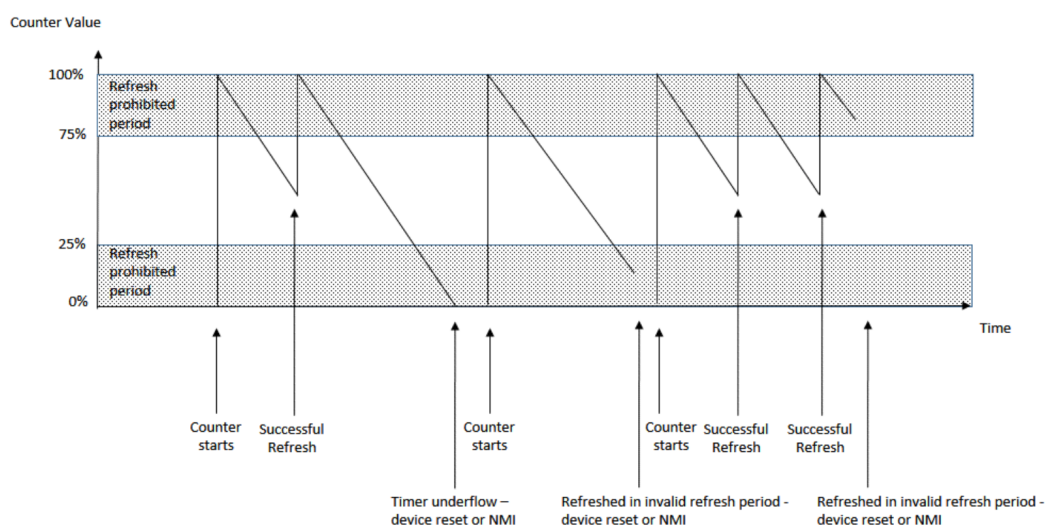 Counter Value
100%
Refresh
prohibited
period
75%
25%
Refresh
prohibited
period
0%
Time
Counter
starts
Successful
Refresh
Counter
starts
Counter
starts
Successful
Refresh
Successful
Refresh
Timer underflow –
device reset or NMI
Refreshed in invalid refresh period -
device reset or NMI
Refreshed in invalid refresh period -
device reset or NMI